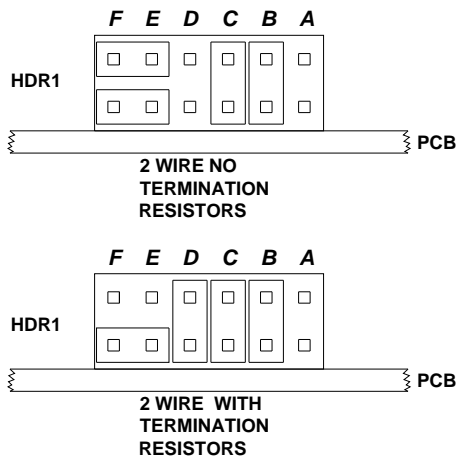 F E D C B A
HDR1
PCB
2 WIRE NO
TERMINATION
RESISTORS
F E D C B A
HDR1
PCB
2 WIRE WITH
TERMINATION
RESISTORS